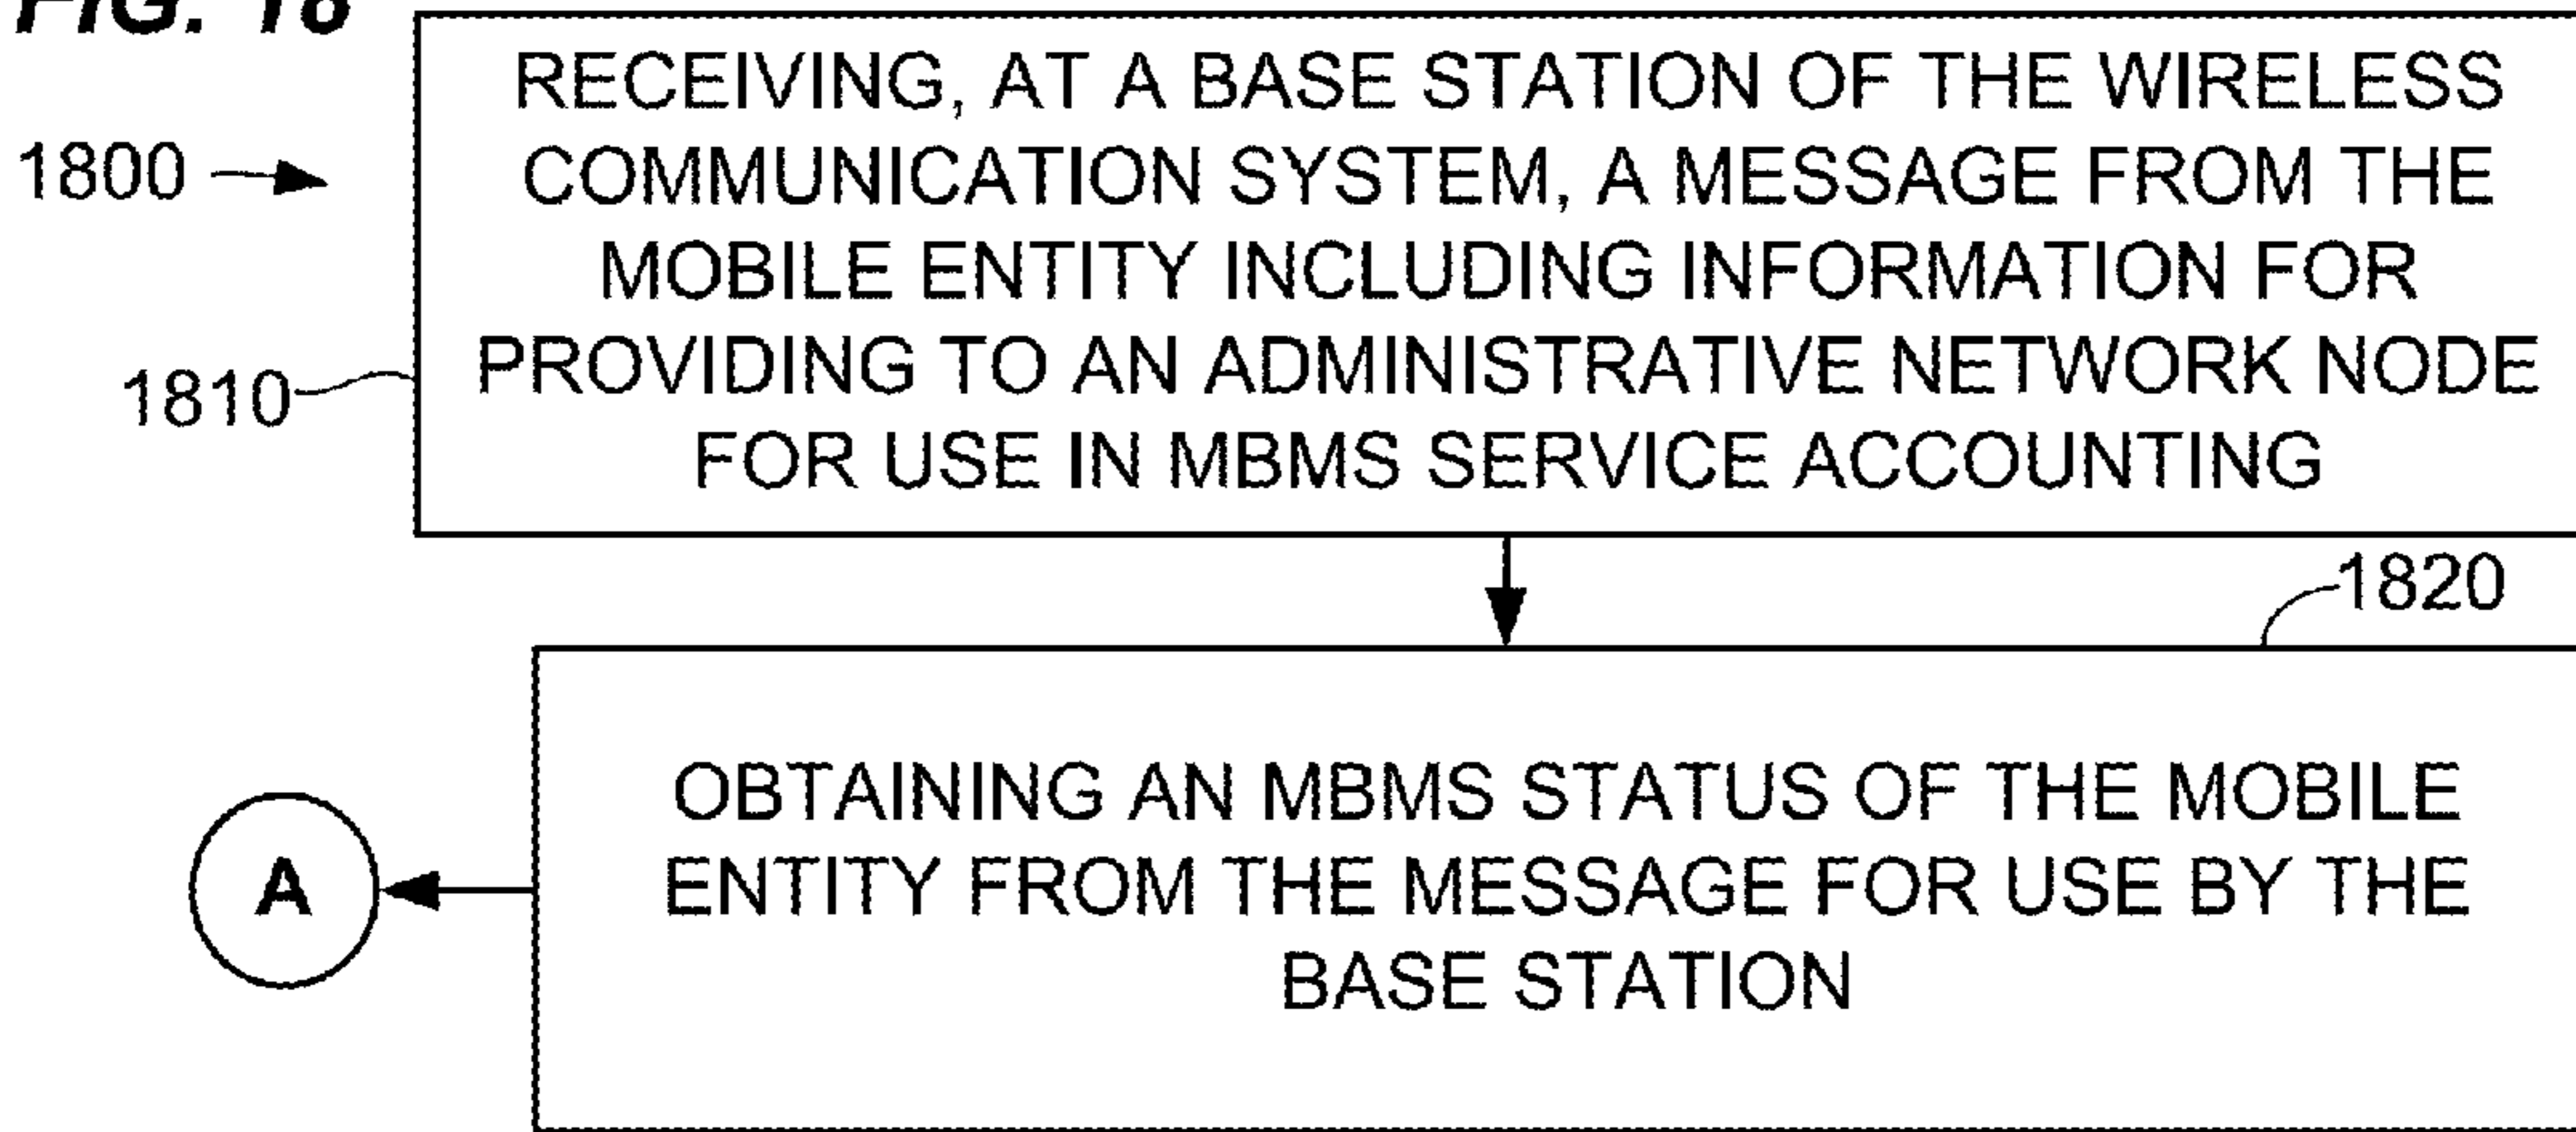 FIG. 18
RECEIVING, AT A BASE STATION OF THE WIRELESS
COMMUNICATION SYSTEM, A MESSAGE FROM THE
MOBILE ENTITY INCLUDING INFORMATION FOR
PROVIDING TO AN ADMINISTRATIVE NETWORK NODE
FOR USE IN MBMS SERVICE ACCOUNTING
1800
1810
1820
OBTAINING AN MBMS STATUS OF THE MOBILE
ENTITY FROM THE MESSAGE FOR USE BY THE
BASE STATION
A